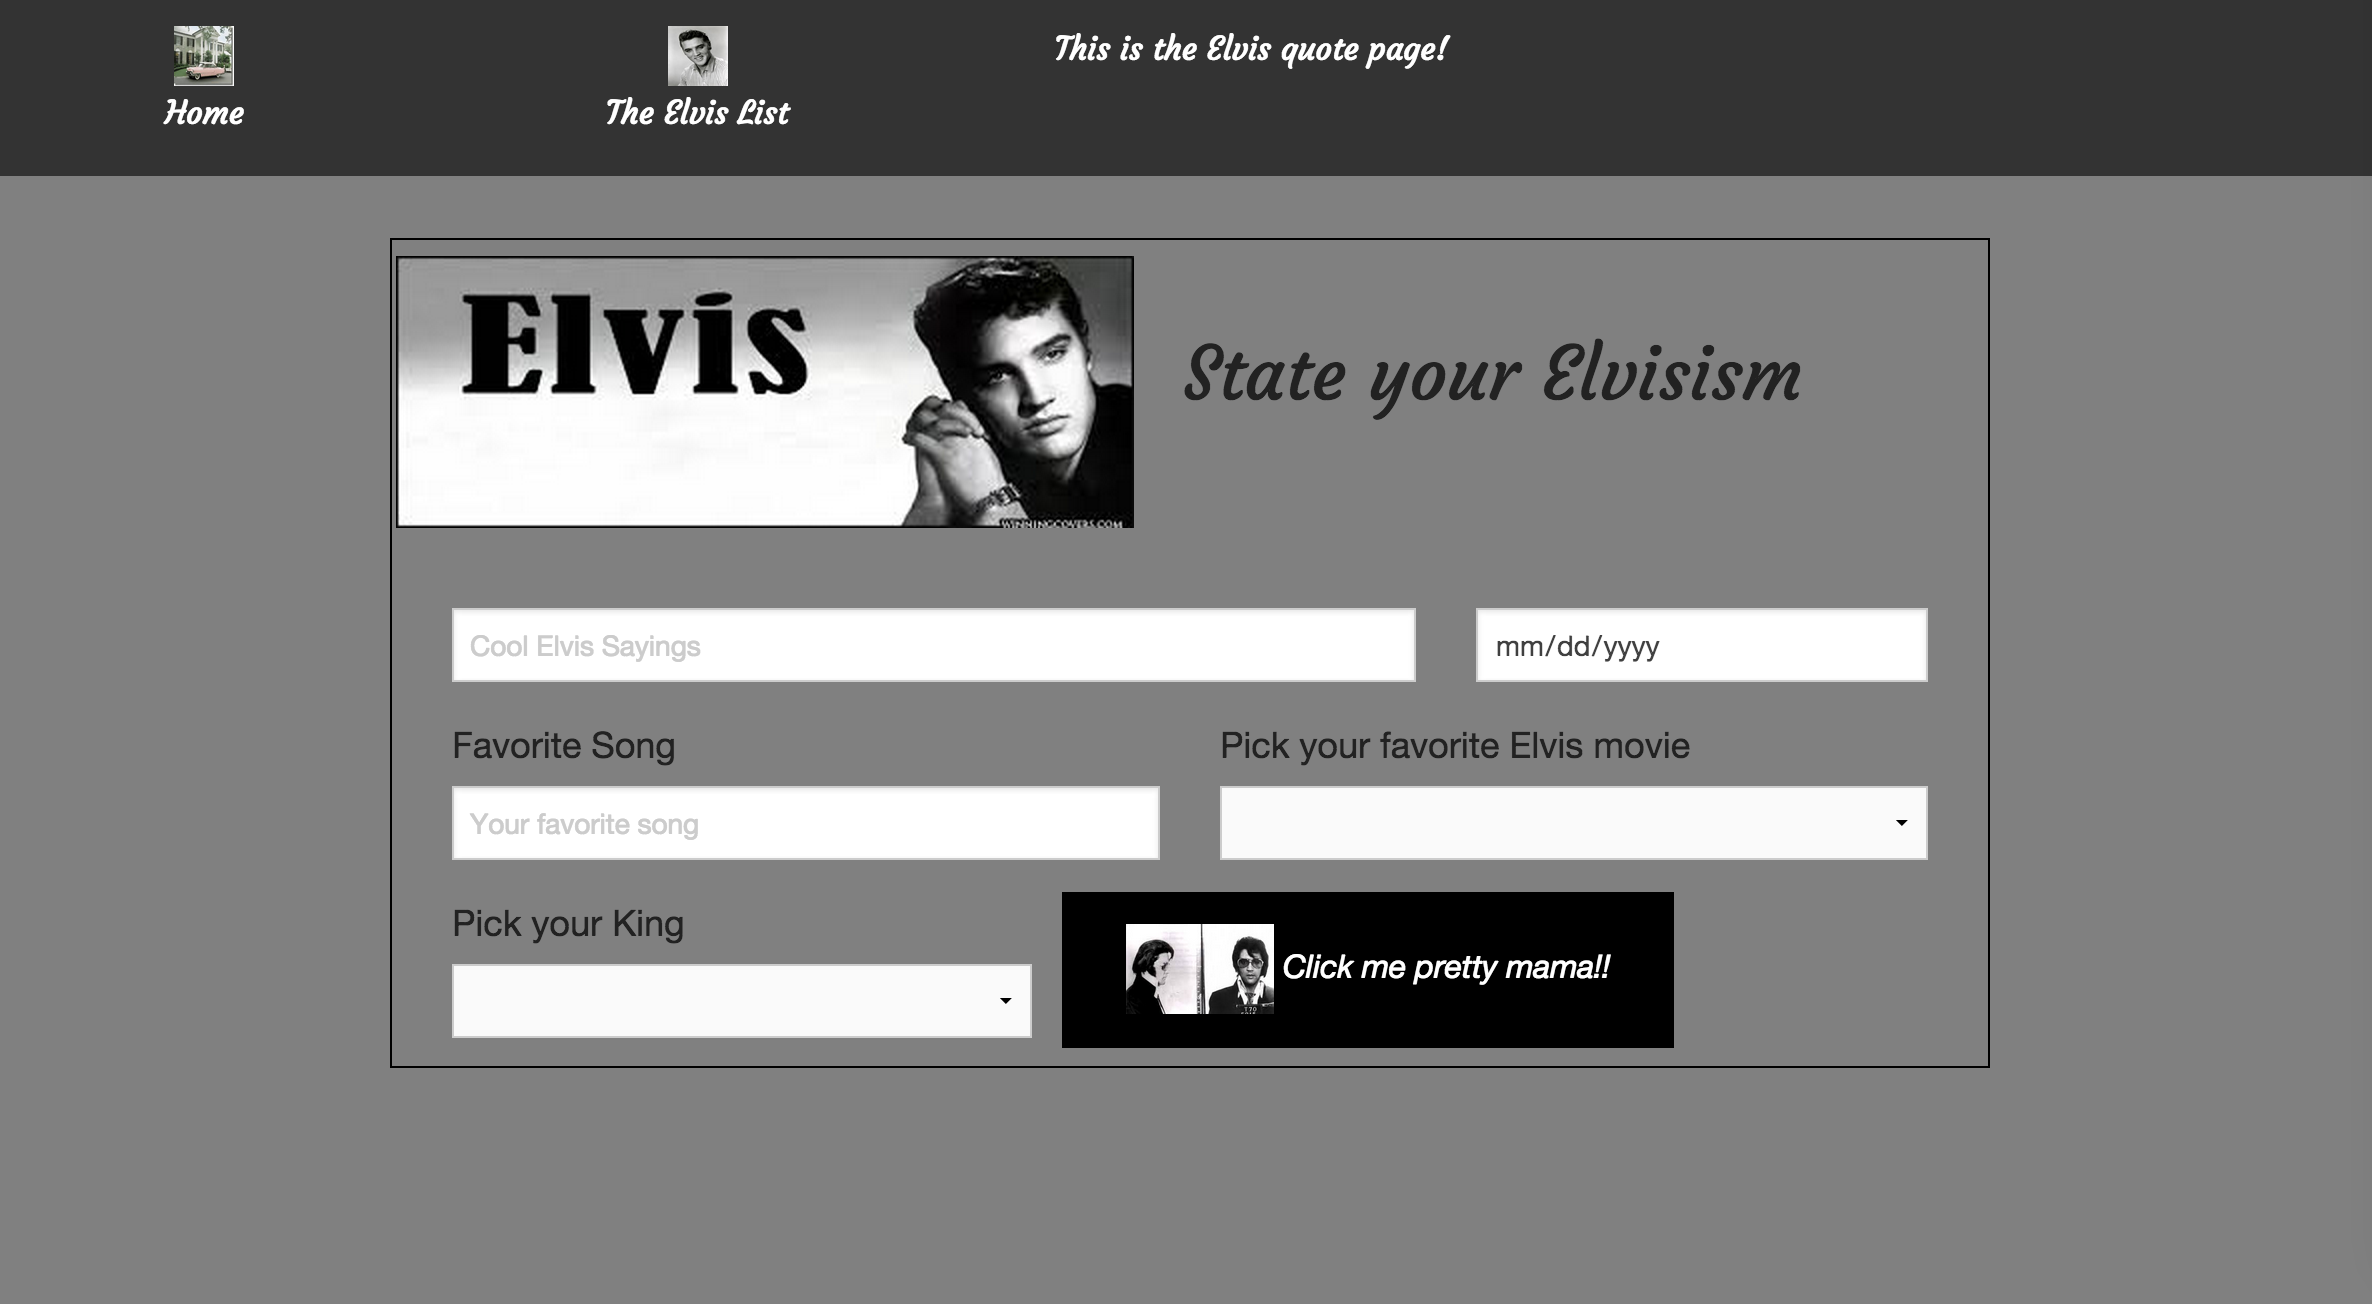 Home
The Elvis List
This is the Elvis quote page!
Elvis
WINNINGCOVERS.COM
State your Elvisism
Cool Elvis Sayings
mm/dd/yyyy
Favorite Song
Pick your favorite Elvis movie
Your favorite song
Pick your King
Click me pretty mama!!